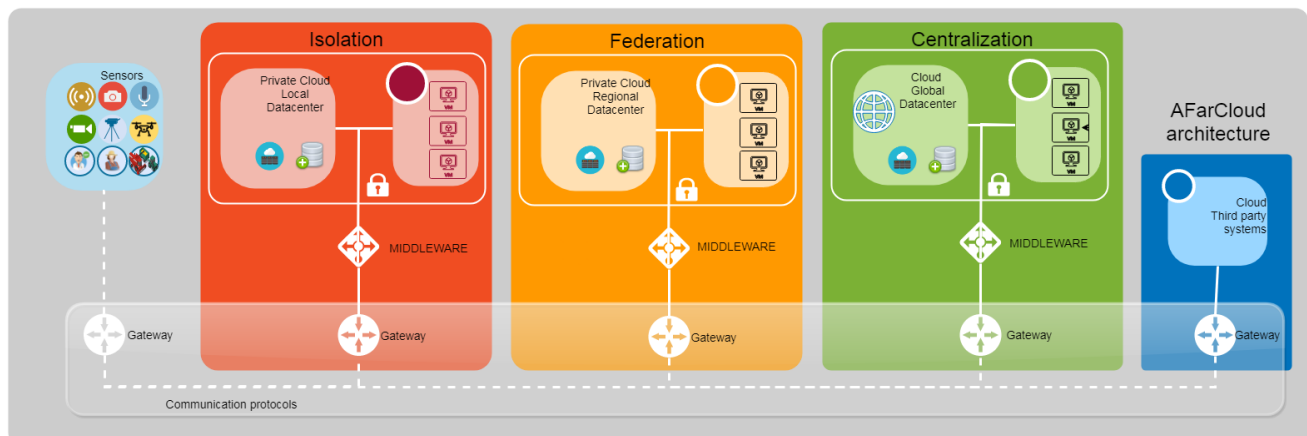 Isolation
Federation
Centralization
Sensors
Private Cloud
Local
Datacenter
VM
VM
VM
Private Cloud
Regional
Datacenter
VM
VM
VM
Cloud
Global
Datacenter
VM
VM
VM
AFarCloud
architecture
Cloud
Third party
systems
MIDDLEWARE
MIDDLEWARE
MIDDLEWARE
Gateway
Gateway
Gateway
Gateway
Gateway
Communication protocols